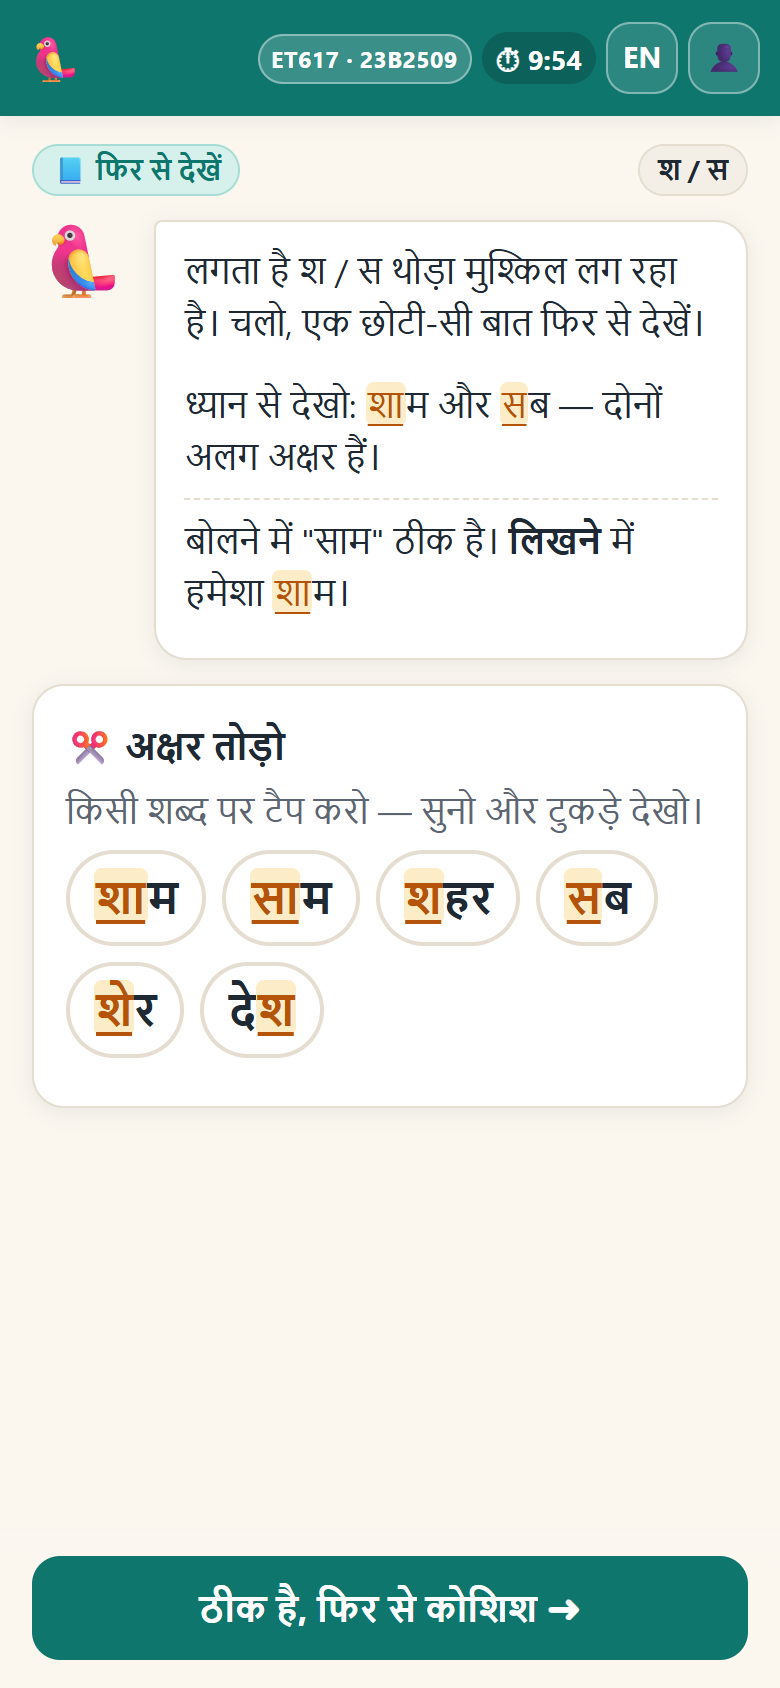 ET617 · 23B2509
9:54
EN
फिर से देखें
श / स
लगता है श / स थोड़ा मुश्किल लग रहा
है। चलो, एक छोटी-सी बात फिर से देखें।
ध्यान से देखो: शाम और सब — दोनों
अलग अक्षर हैं।
बोलने में "साम" ठीक है। लिखने में
हमेशा शाम।
अक्षर तोड़ो
किसी शब्द पर टैप करो — सुनो और टुकड़े देखो।
शाम साम शहर सब
शेर देश
ठीक है, फिर से कोशिश ➜